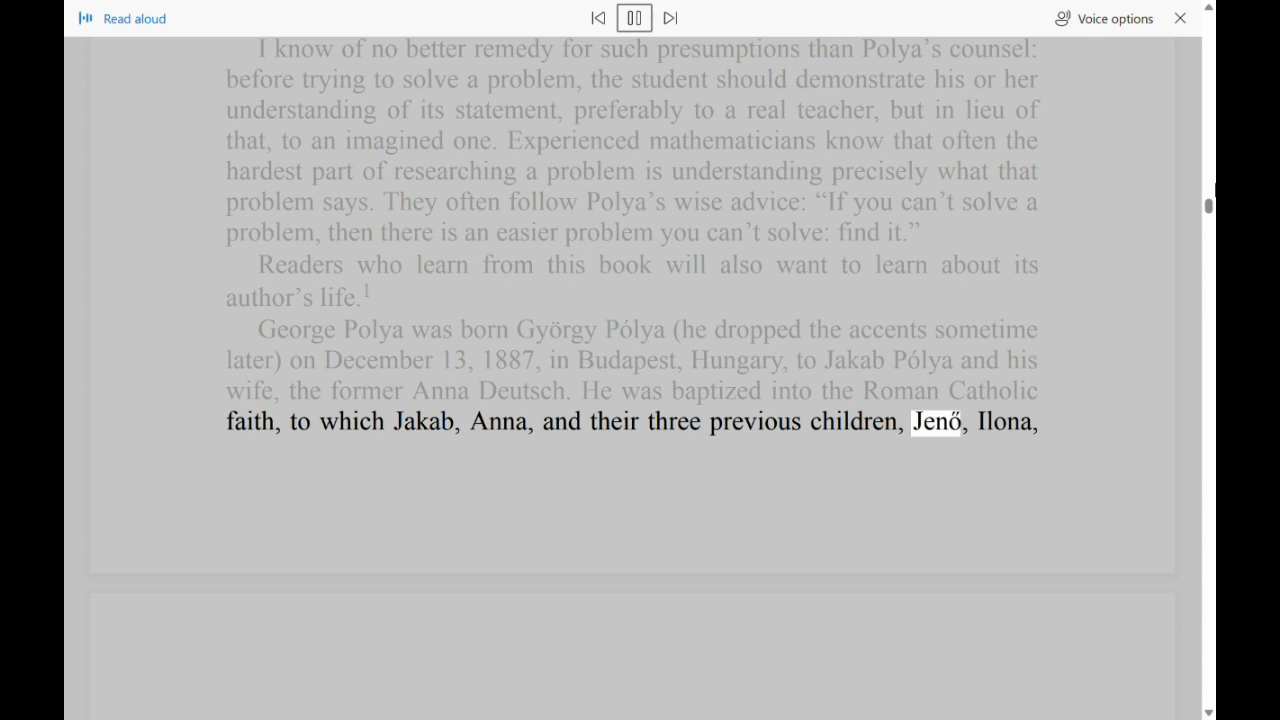 Read aloud
Voice options
I know of no better remedy for such presumptions than Polya’s counsel:
before trying to solve a problem, the student should demonstrate his or her
understanding of its statement, preferably to a real teacher, but in lieu of
that, to an imagined one. Experienced mathematicians know that often the
hardest part of researching a problem is understanding precisely what that
problem says. They often follow Polya’s wise advice: “If you can’t solve a
problem, then there is an easier problem you can’t solve: find it.”
Readers who learn from this book will also want to learn about its
author’s life.1
George Polya was born György Pólya (he dropped the accents sometime
later) on December 13, 1887, in Budapest, Hungary, to Jakab Pólya and his
wife, the former Anna Deutsch. He was baptized into the Roman Catholic
faith, to which Jakab, Anna, and their three previous children, Jenő, Ilona,